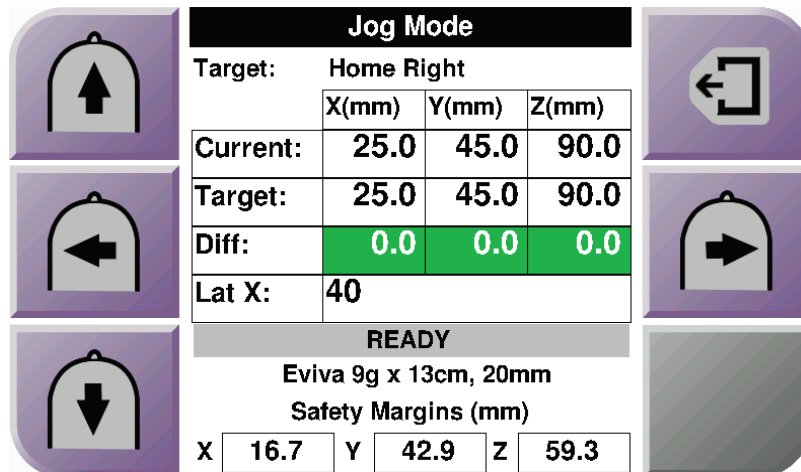 Jog Mode
Target: Home Right
X(mm) Y(mm) Z(mm)
Current: 25.0 45.0 90.0
Target: 25.0 45.0 90.0
Diff: 0.0 0.0 0.0
Lat X: 40
READY
Eviva 9g x 13cm, 20mm
Safety Margins (mm)
X 16.7 Y 42.9 Z 59.3